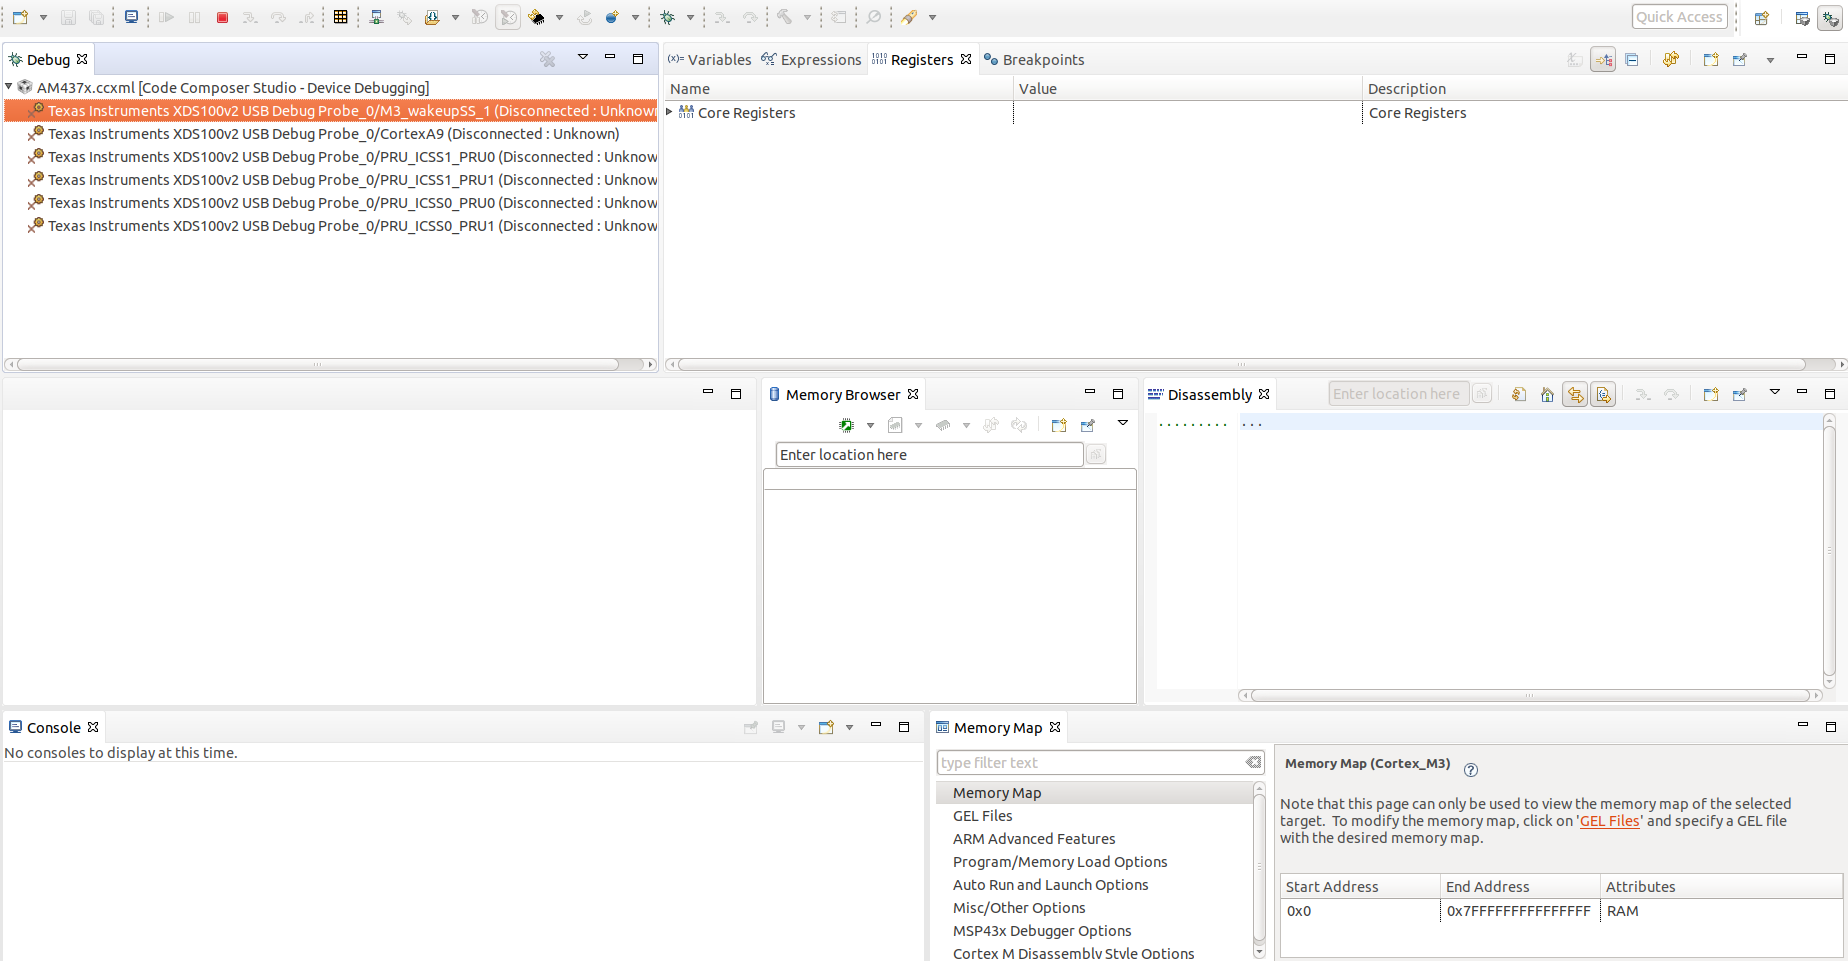 Quick Access
Debug
AM437x.ccxml [Code Composer Studio - Device Debugging]
Texas Instruments XDS100v2 USB Debug Probe_0/M3_wakeupSS_1 (Disconnected : Unknown
Texas Instruments XDS100v2 USB Debug Probe_0/CortexA9 (Disconnected : Unknown)
Texas Instruments XDS100v2 USB Debug Probe_0/PRU_ICSS1_PRU0 (Disconnected : Unknow
Texas Instruments XDS100v2 USB Debug Probe_0/PRU_ICSS1_PRU1 (Disconnected : Unknow
Texas Instruments XDS100v2 USB Debug Probe_0/PRU_ICSS0_PRU0 (Disconnected : Unknow
Texas Instruments XDS100v2 USB Debug Probe_0/PRU_ICSS0_PRU1 (Disconnected : Unknow
(x)= Variables Expressions Registers Breakpoints
Name Value Description
Core Registers Core Registers
Memory Browser
Enter location here
Disassembly
Enter location here
......... ...
Console
No consoles to display at this time.
Memory Map
type filter text
Memory Map
GEL Files
ARM Advanced Features
Program/Memory Load Options
Auto Run and Launch Options
Misc/Other Options
MSP43x Debugger Options
Cortex M Disassembly Style Options
Memory Map (Cortex_M3)
Note that this page can only be used to view the memory map of the selected
target. To modify the memory map, click on 'GEL Files' and specify a GEL file
with the desired memory map.
Start Address End Address Attributes
0x0 0x7FFFFFFFFFFFFFFF RAM